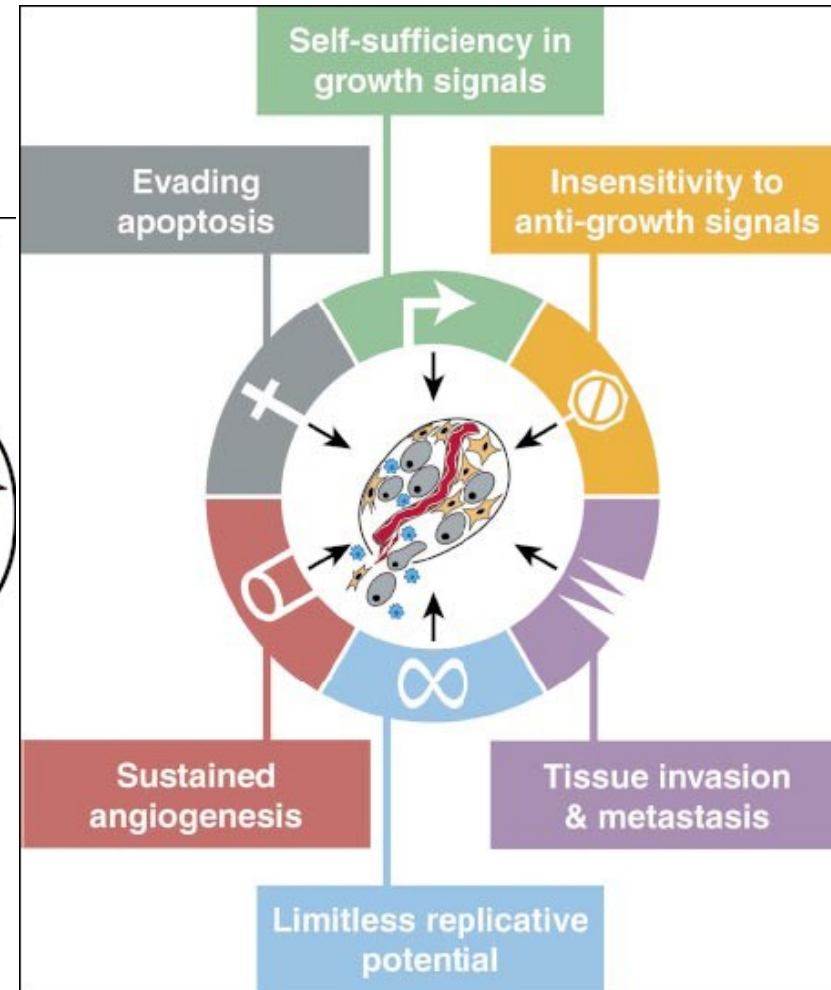 Self-sufficiency in
growth signals
Evading
apoptosis
Insensitivity to
anti-growth signals
Sustained
angiogenesis
Tissue invasion
& metastasis
Limitless replicative
potential